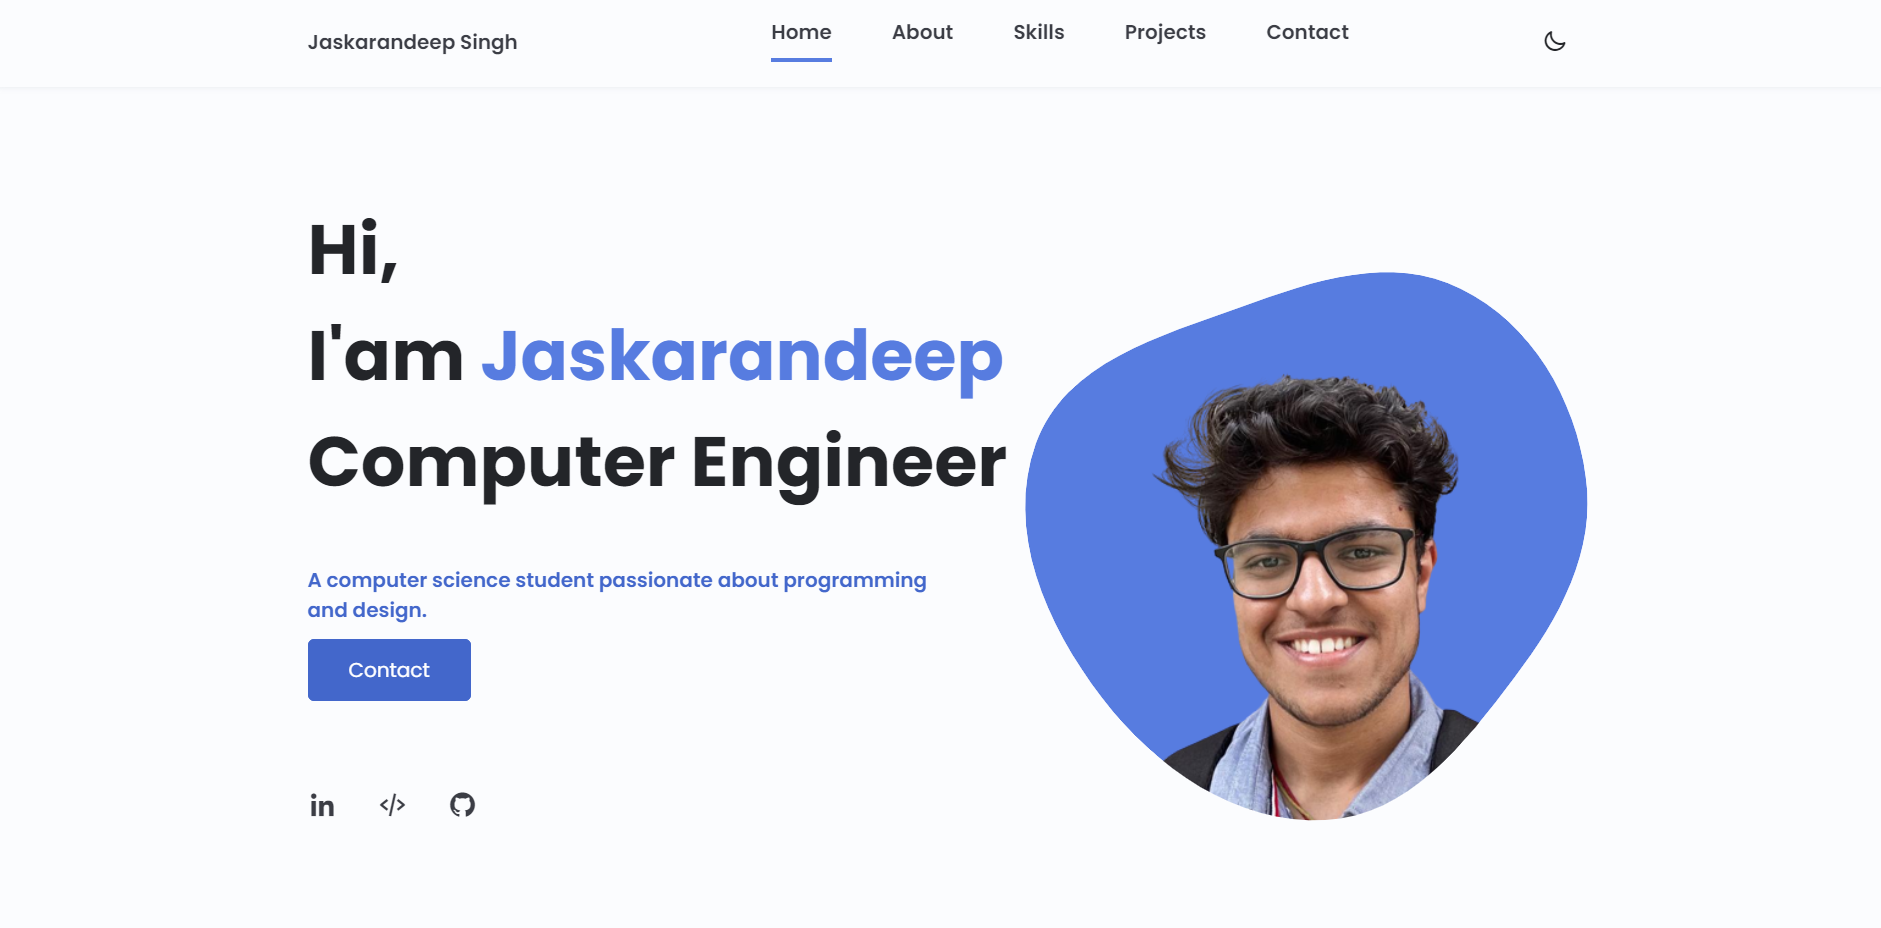 Jaskarandeep Singh
Home About Skills Projects Contact
Hi,
I'am Jaskarandeep
Computer Engineer
A computer science student passionate about programming
and design.
Contact